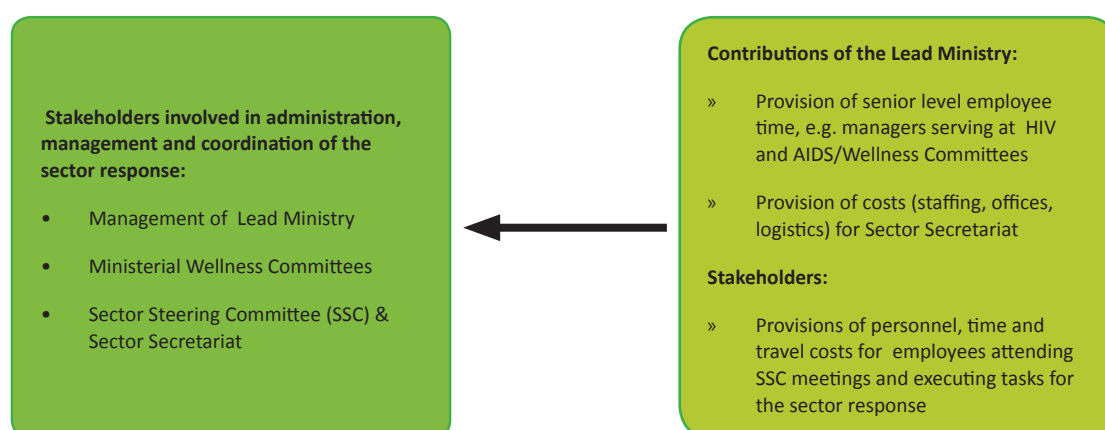 Stakeholders involved in administration,
management and coordination of the
sector response:
• Management of Lead Ministry
• Ministerial Wellness Committees
• Sector Steering Committee (SSC) &
Sector Secretariat
Contributions of the Lead Ministry:
» Provision of senior level employee
time, e.g. managers serving at HIV
and AIDS/Wellness Committees
» Provision of costs (staffing, offices,
logistics) for Sector Secretariat
Stakeholders:
» Provisions of personnel, time and
travel costs for employees attending
SSC meetings and executing tasks for
the sector response